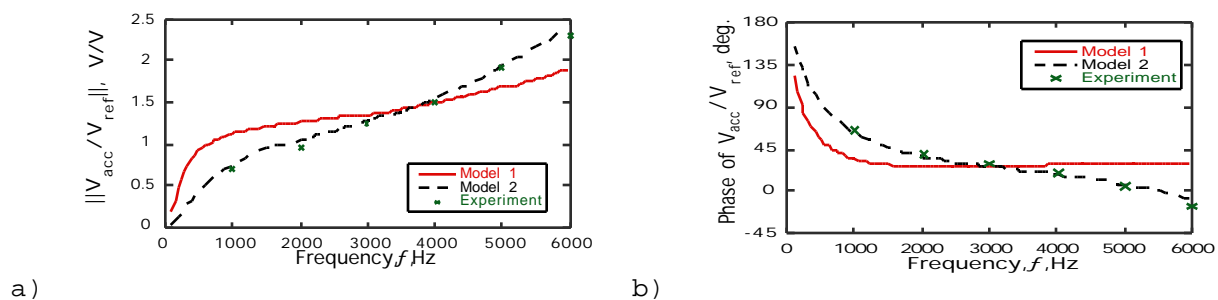 ||V_acc/V_ref||, V/V
2.5
2
1.5
1
0.5
0
0 1000 2000 3000 4000 5000 6000
Frequency, f, Hz
Model 1
Model 2
Experiment
a)
Phase of V_acc/V_ref, deg.
180
135
90
45
0
-45
0 1000 2000 3000 4000 5000 6000
Frequency, f, Hz
Model 1
Model 2
Experiment
b)